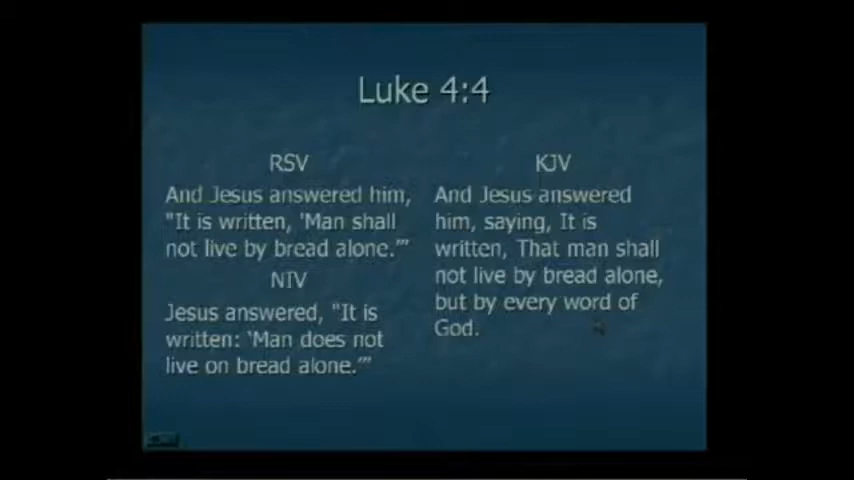 Luke 4:4
RSV
And Jesus answered him,
"It is written, 'Man shall
not live by bread alone.'"
NIV
Jesus answered, "It is
written: 'Man does not
live on bread alone.'"
KJV
And Jesus answered
him, saying, It is
written, That man shall
not live by bread alone,
but by every word of
God.